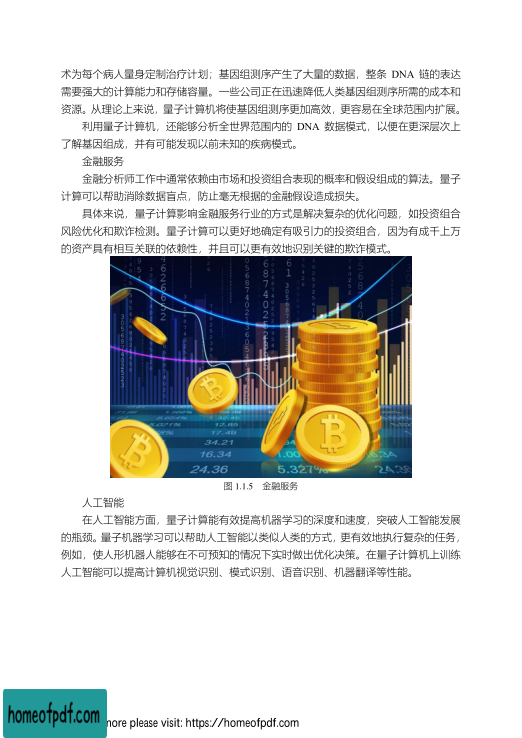 术为每个病人量身定制治疗计划；基因组测序产生了大量的数据，整条 DNA 链的表达
需要强大的计算能力和存储容量。一些公司正在迅速降低人类基因组测序所需的成本和
资源。从理论上来说，量子计算机将使基因组测序更加高效，更容易在全球范围内扩展。
利用量子计算机，还能够分析全世界范围内的 DNA 数据模式，以便在更深层次上
了解基因组成，并有可能发现以前未知的疾病模式。
金融服务
金融分析师工作中通常依赖由市场和投资组合表现的概率和假设组成的算法。量子
计算可以帮助消除数据盲点，防止毫无根据的金融假设造成损失。
具体来说，量子计算影响金融服务行业的方式是解决复杂的优化问题，如投资组合
风险优化和欺诈检测。量子计算可以更好地确定有吸引力的投资组合，因为有成千上万
的资产具有相互关联的依赖性，并且可以更有效地识别关键的欺诈模式。
34.21
16.34
24.36
5.327%
图 1.1.5 金融服务
人工智能
在人工智能方面，量子计算能有效提高机器学习的深度和速度，突破人工智能发展
的瓶颈。量子机器学习可以帮助人工智能以类似人类的方式，更有效地执行复杂的任务，
例如，使人形机器人能够在不可预知的情况下实时做出优化决策。在量子计算机上训练
人工智能可以提高计算机视觉识别、模式识别、语音识别、机器翻译等性能。
homeofpdf.com
more please visit: https://homeofpdf.com